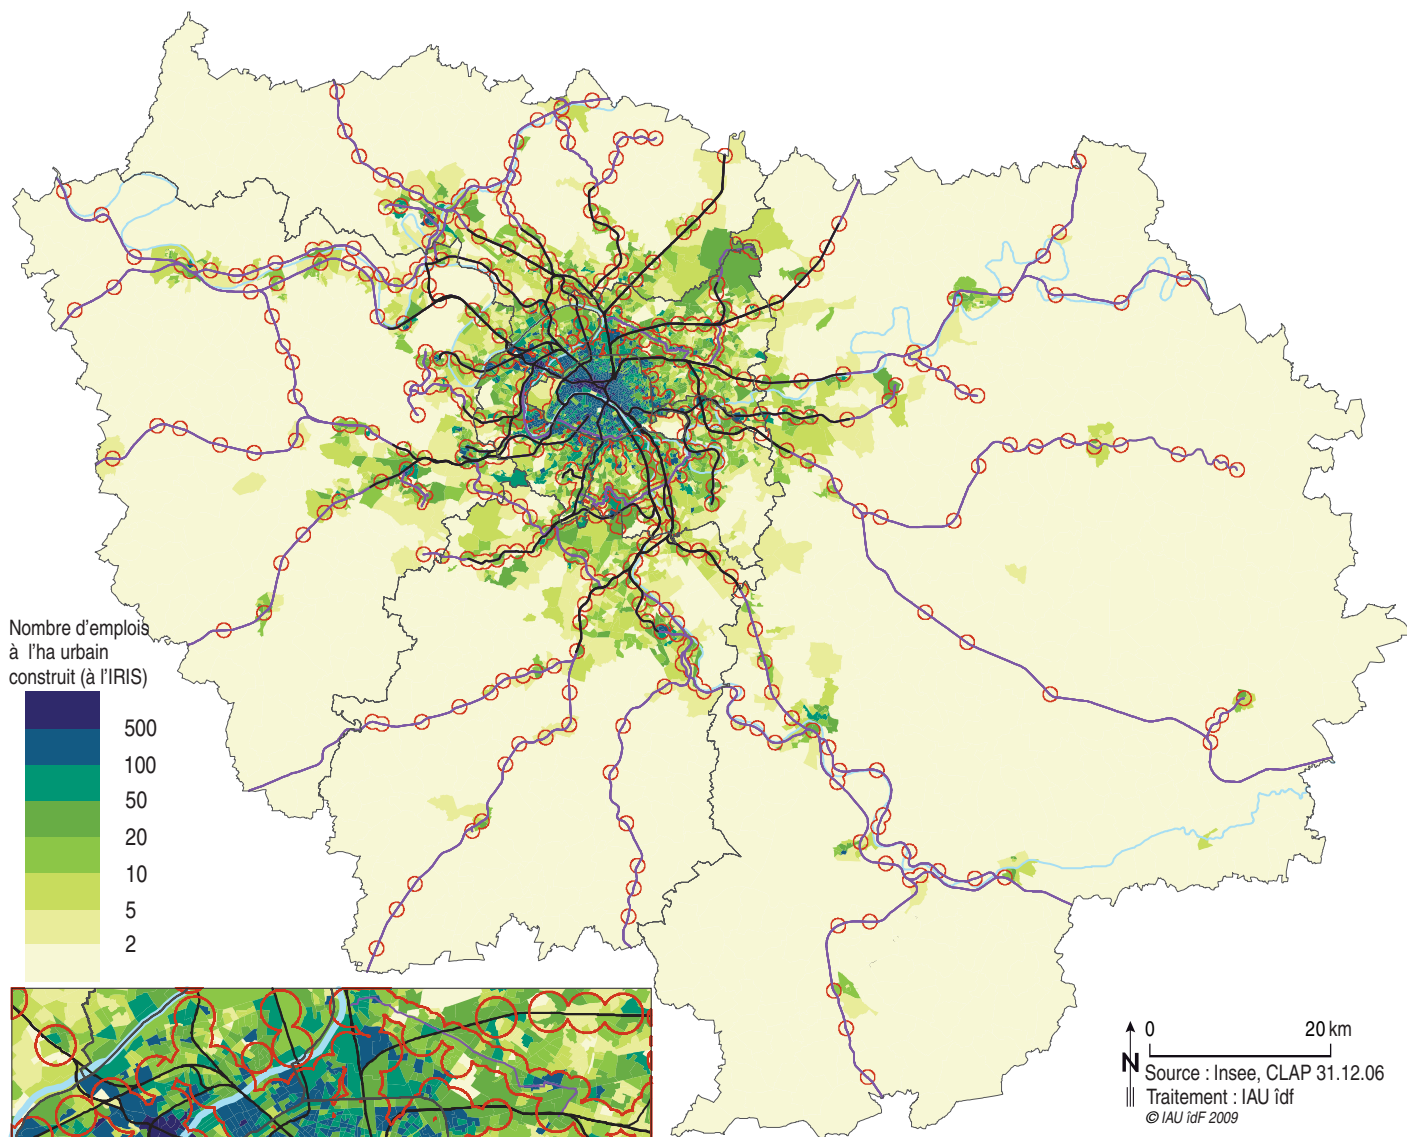 Nombre d'emplois
à l'ha urbain
construit (à l'IRIS)
500
100
50
20
10
5
2
0 20 km
N
Source : Insee, CLAP 31.12.06
Traitement : IAU îdf
© IAU îdF 2009